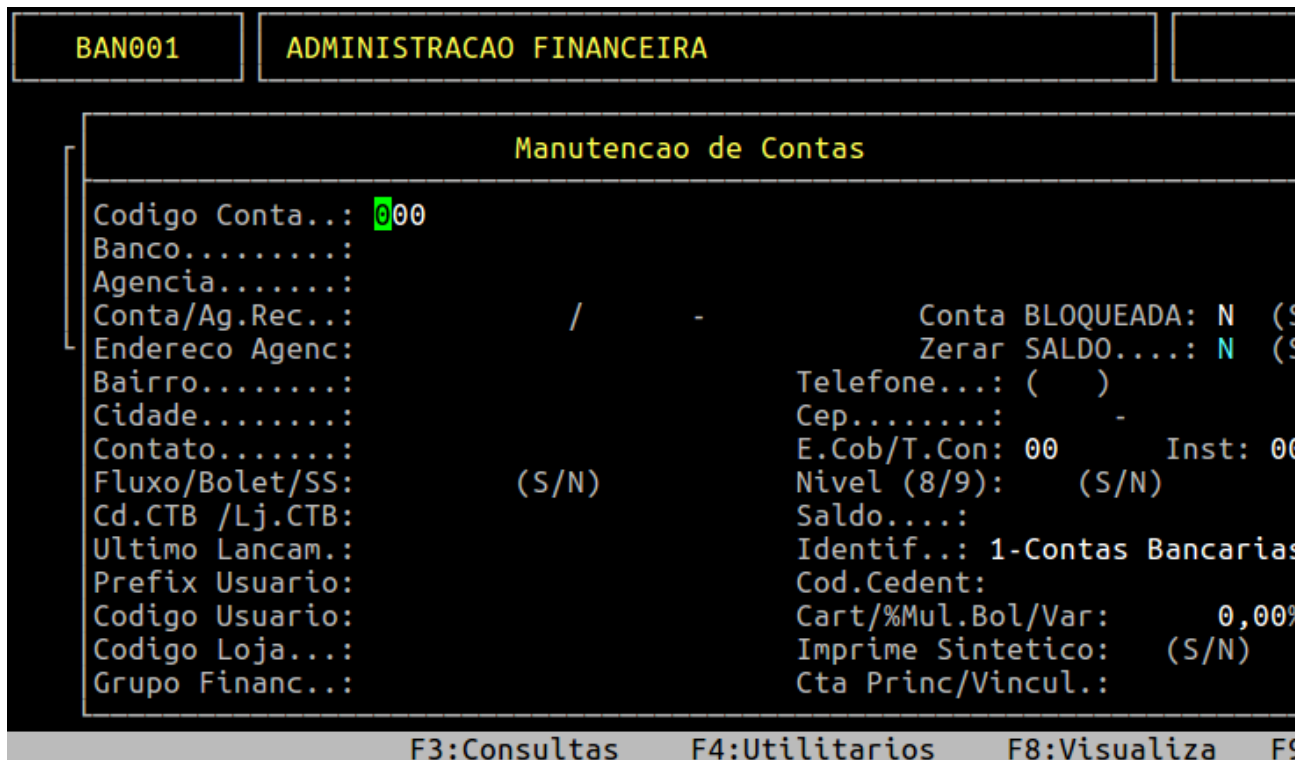 BAN001 ADMINISTRACAO FINANCEIRA
Manutencao de Contas
Codigo Conta..: 000
Banco.........:
Agencia.......:
Conta/Ag.Rec..: / - Conta BLOQUEADA: N (S
Endereco Agenc: Zerar SALDO....: N (S
Bairro........: Telefone...: ( )
Cidade........: Cep........: -
Contato.......: E.Cob/T.Con: 00 Inst: 00
Fluxo/Bolet/SS: (S/N) Nivel (8/9): (S/N)
Cd.CTB /Lj.CTB: Saldo....:
Ultimo Lancam.: Identif..: 1-Contas Bancarias
Prefix Usuario: Cod.Cedent:
Codigo Usuario: Cart/%Mul.Bol/Var: 0,00%
Codigo Loja...: Imprime Sintetico: (S/N)
Grupo Financ..: Cta Princ/Vincul.:
F3:Consultas F4:Utilitarios F8:Visualiza F9